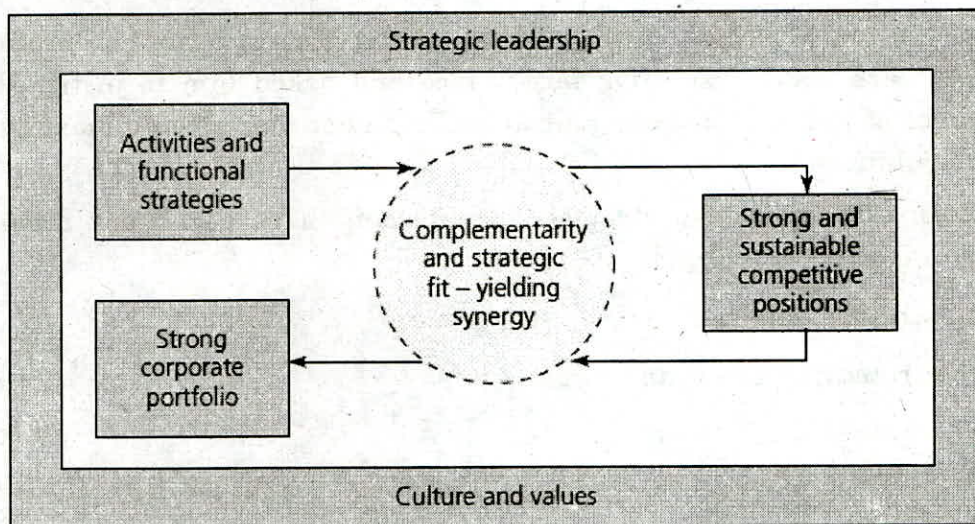 Strategic leadership
Activities and
functional
strategies
Complementarity
and strategic
fit – yielding
synergy
Strong and
sustainable
competitive
positions
Strong
corporate
portfolio
Culture and values